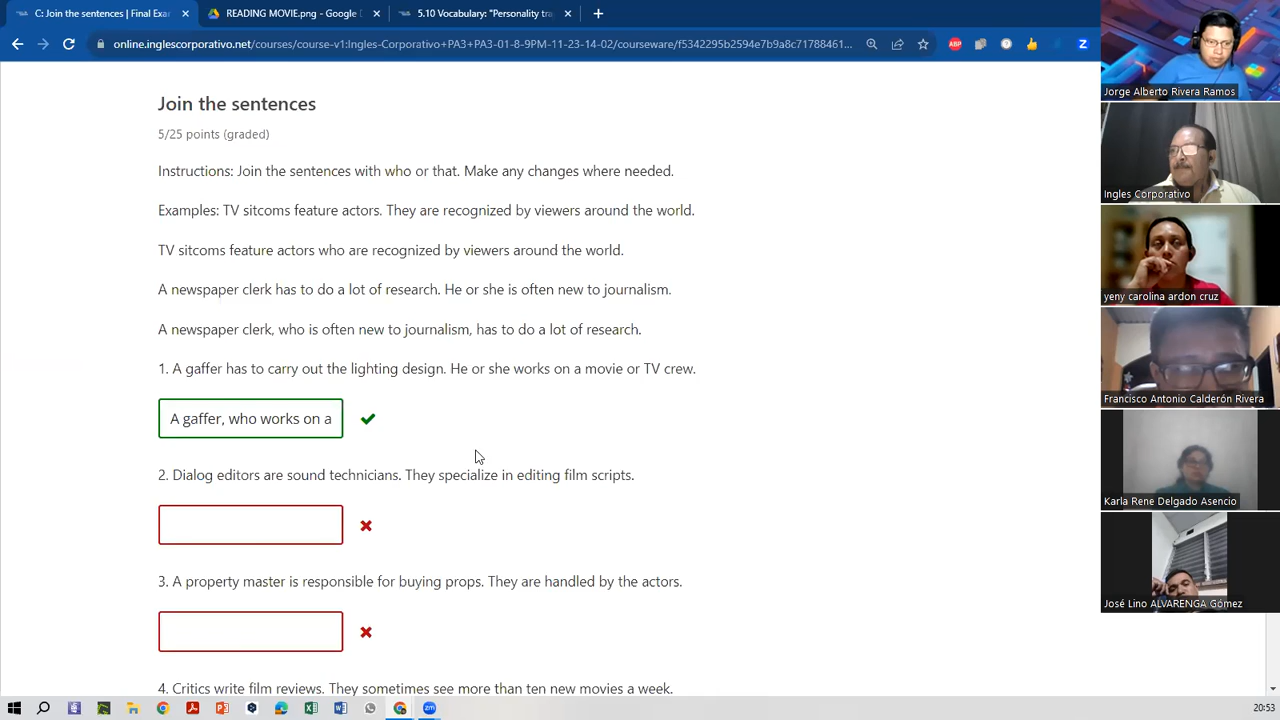 C: Join the sentences | Final Exa
READING MOVIE.png - Google D
5.10 Vocabulary: "Personality tra
online.inglescorporativo.net/courses/course-v1:Ingles-Corporativo+PA3+PA3-01-8-9PM-11-23-14-02/courseware/f5342295b2594e7b9a8c71788461...
ABP
Z
Join the sentences
5/25 points (graded)
Instructions: Join the sentences with who or that. Make any changes where needed.
Examples: TV sitcoms feature actors. They are recognized by viewers around the world.
TV sitcoms feature actors who are recognized by viewers around the world.
A newspaper clerk has to do a lot of research. He or she is often new to journalism.
A newspaper clerk, who is often new to journalism, has to do a lot of research.
1. A gaffer has to carry out the lighting design. He or she works on a movie or TV crew.
A gaffer, who works on a
2. Dialog editors are sound technicians. They specialize in editing film scripts.
3. A property master is responsible for buying props. They are handled by the actors.
4. Critics write film reviews. They sometimes see more than ten new movies a week.
Jorge Alberto Rivera Ramos
Ingles Corporativo
yeny carolina ardon cruz
Francisco Antonio Calderón Rivera
Karla Rene Delgado Asencio
José Lino ALVARENGA Gómez
20:53